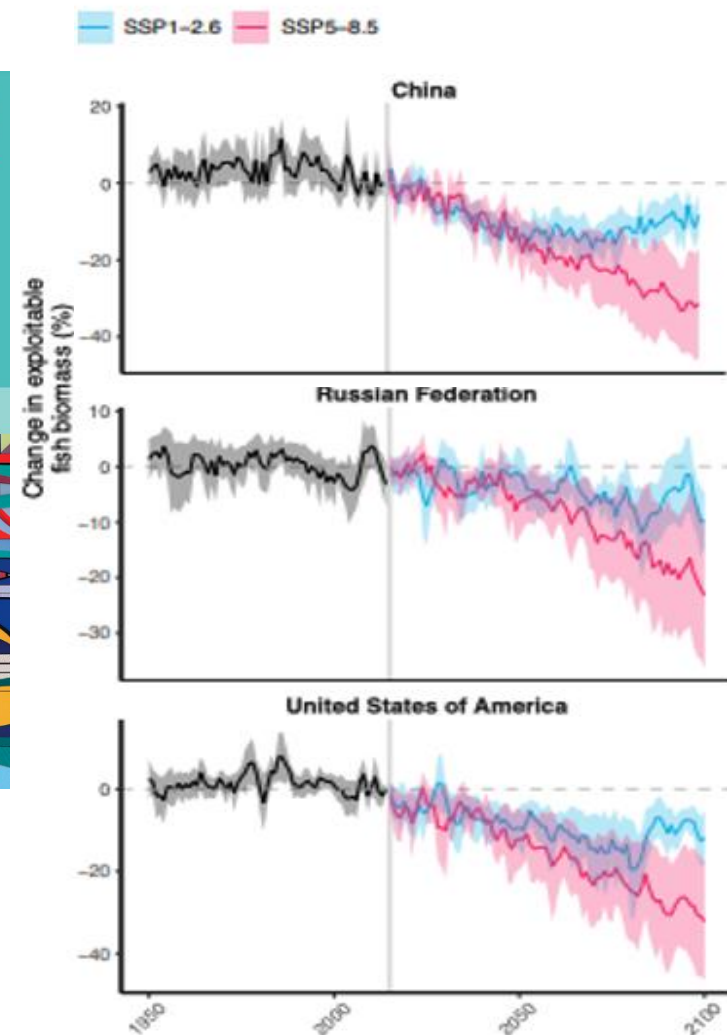 SSP1−2.6 SSP5−8.5
China
20
0
−20
−40
Change in exploitable
fish biomass (%)
Russian Federation
10
0
−10
−20
−30
United States of America
0
−20
−40
1950 2000 2050 2100